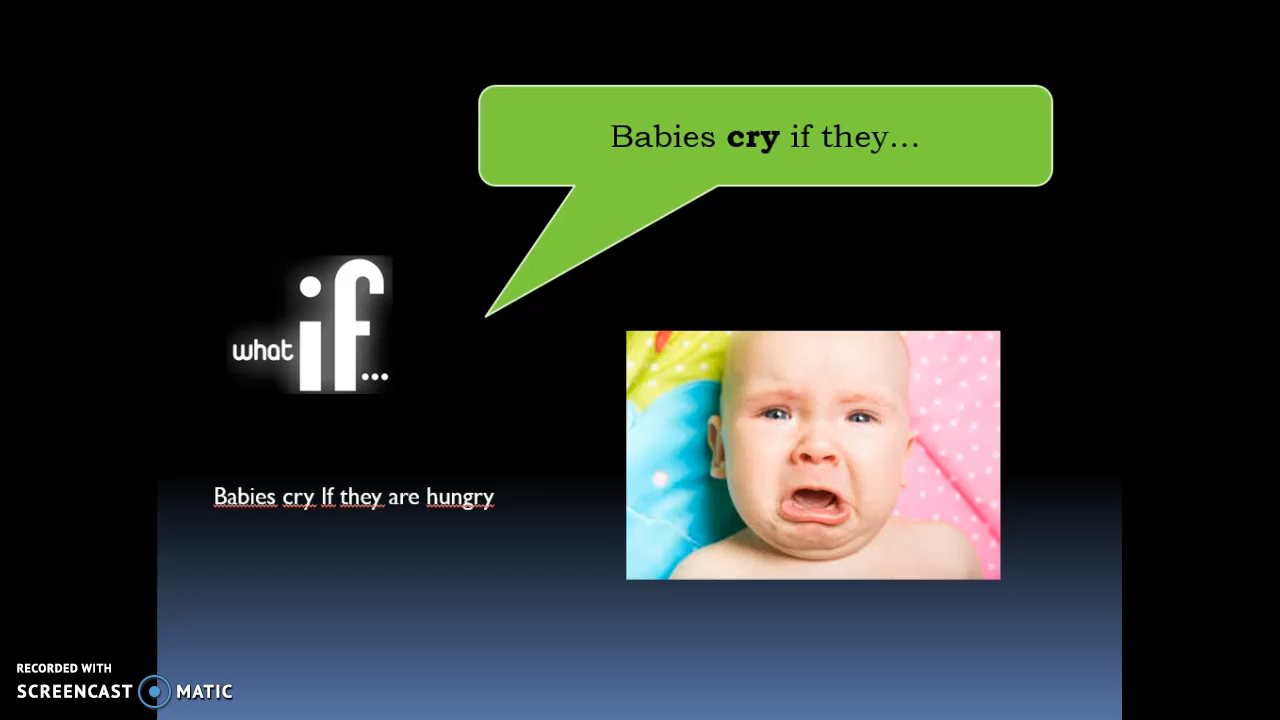 Babies cry if they...
what if...
Babies cry If they are hungry
RECORDED WITH
SCREENCAST MATIC